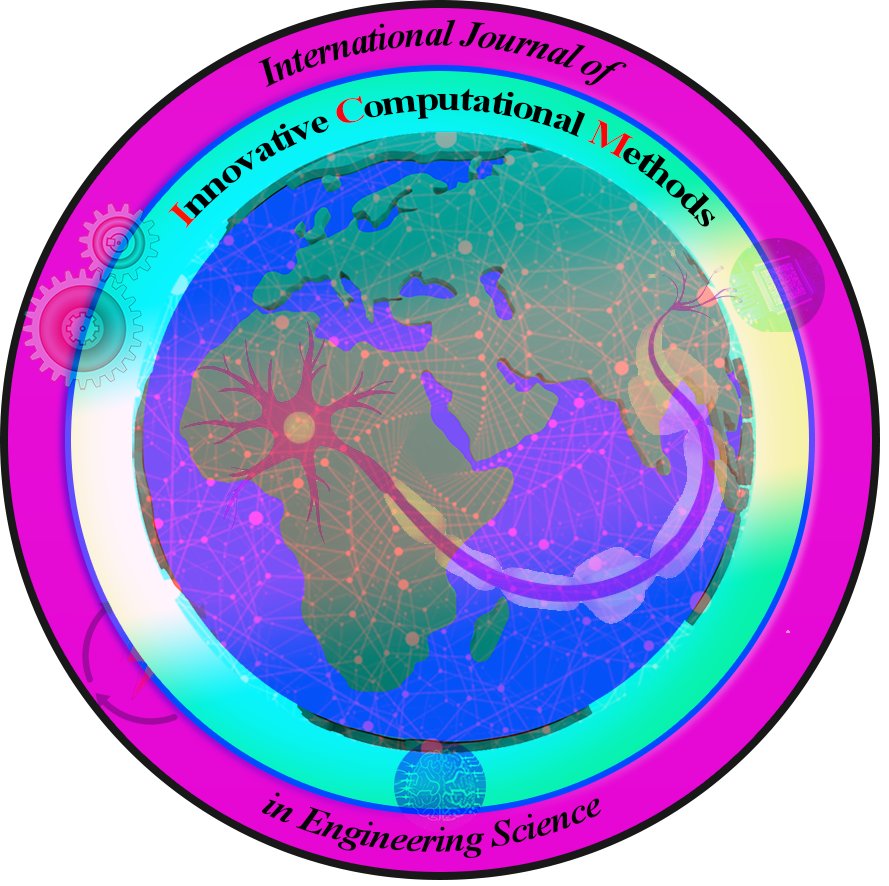 International Journal of
Innovative Computational Methods
in Engineering Science